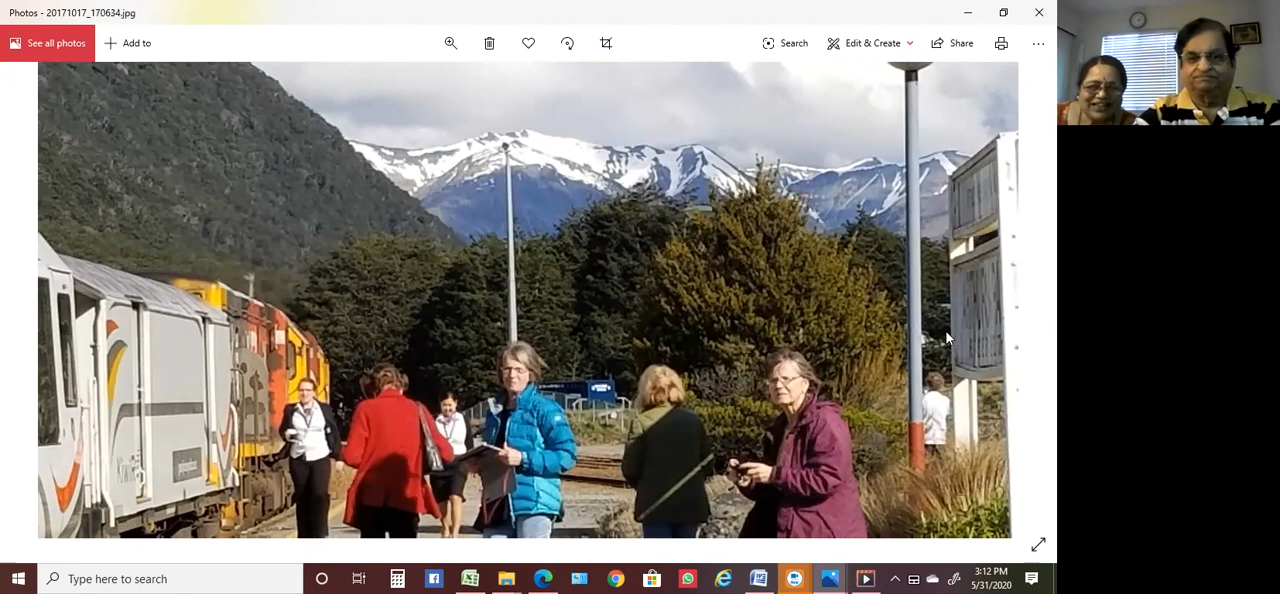 Photos - 20171017_170634.jpg
See all photos
Add to
Search
Edit & Create
Share
Type here to search
3:12 PM
5/31/2020